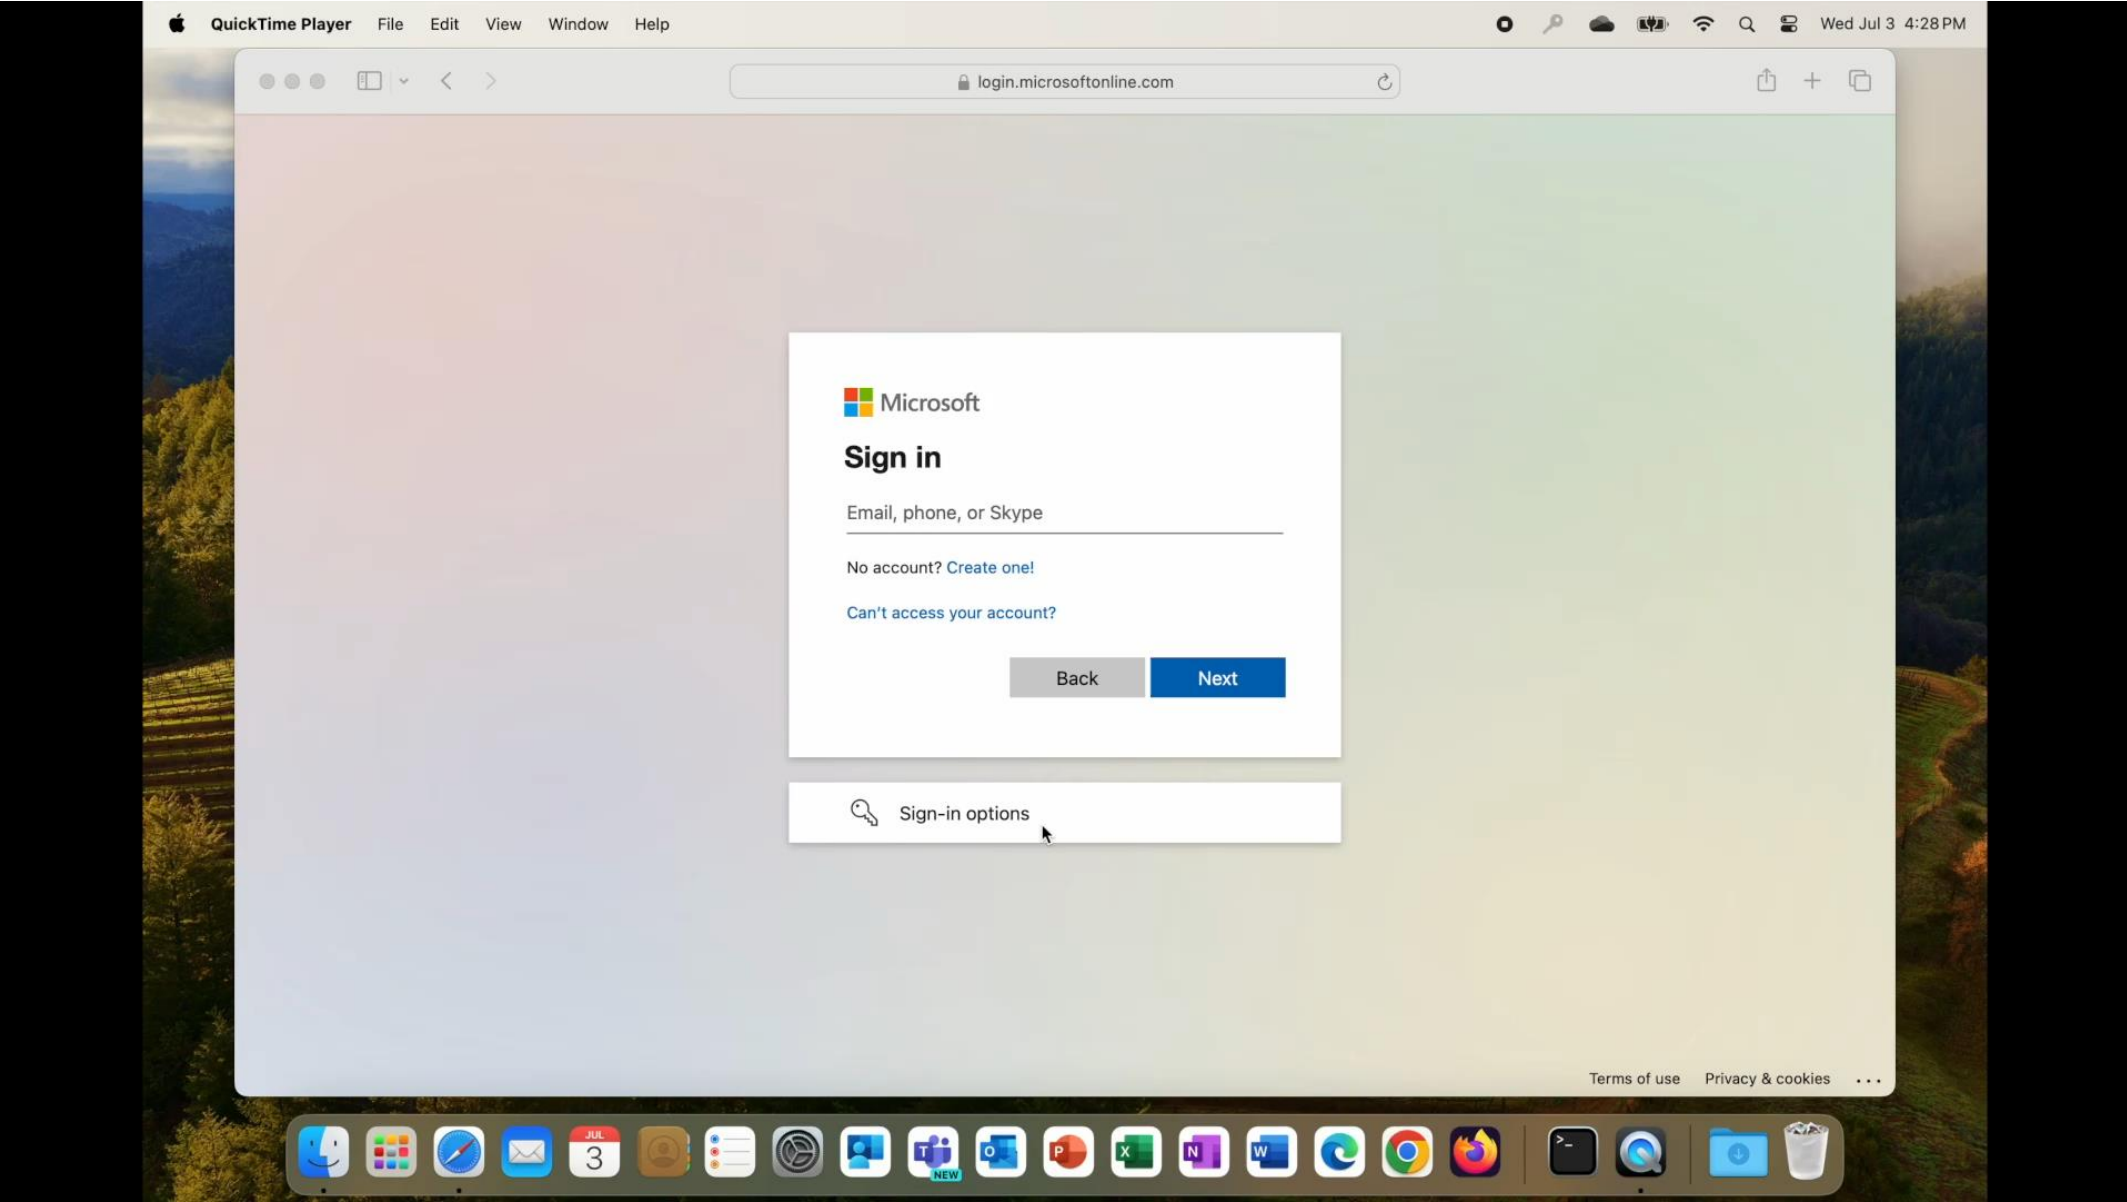 QuickTime Player File Edit View Window Help Wed Jul 3 4:28 PM
login.microsoftonline.com
Microsoft
Sign in
Email, phone, or Skype
No account? Create one!
Can't access your account?
Back Next
Sign-in options
Terms of use Privacy & cookies ...
JUL
3
T
NEW
O
P
X
N
W
>_